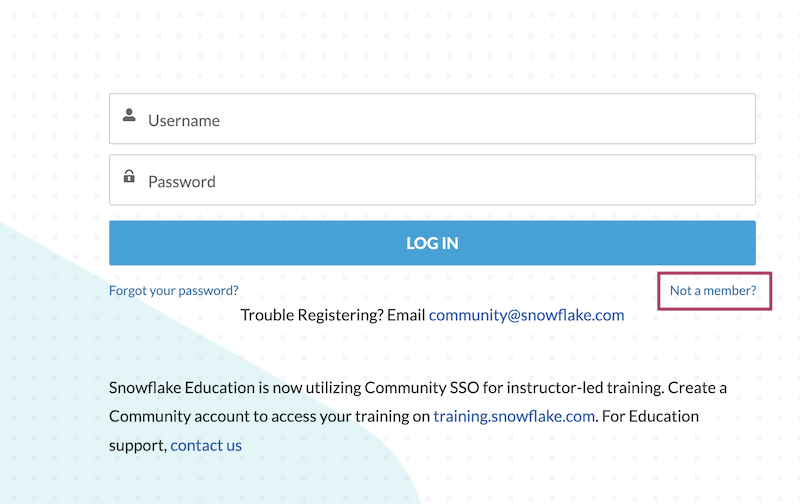 Username
Password
LOG IN
Forgot your password?
Not a member?
Trouble Registering? Email community@snowflake.com
Snowflake Education is now utilizing Community SSO for instructor-led training. Create a
Community account to access your training on training.snowflake.com. For Education
support, contact us